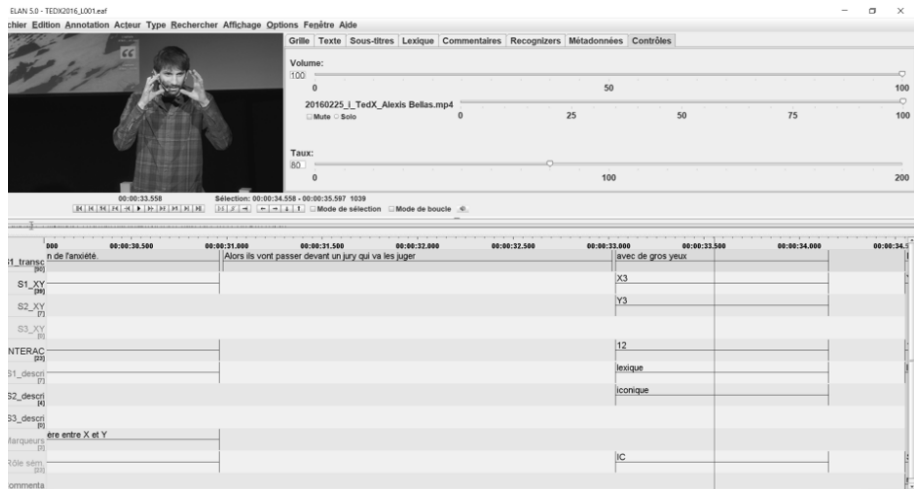 ELAN 5.0 - TEDX2016_L001.eaf
chier Edition Annotation Acteur Type Rechercher Affichage Options Fenêtre Aide
Grille Texte Sous-titres Lexique Commentaires Recognizers Métadonnées Contrôles
Volume:
100
0 50 100
20160225_i_TedX_Alexis Bellas.mp4
Mute Solo
0 25 50 75 100
Taux:
80
0 100 200
00:00:33.558 Sélection: 00:00:34.558 - 00:00:35.597 1039
Mode de sélection Mode de boucle
000 00:00:30.500 00:00:31.000 00:00:31.500 00:00:32.000 00:00:32.500 00:00:33.000 00:00:33.500 00:00:34.000 00:00:34.5
S1_transc n de l'anxiété. Alors ils vont passer devant un jury qui va les juger avec de gros yeux
S1_XY X3
S2_XY Y3
S3_XY
NTERAC 12
S1_descri lexique
S2_descri iconique
S3_descri
Marqueurs ère entre X et Y
Rôle sém. IC
ommenta